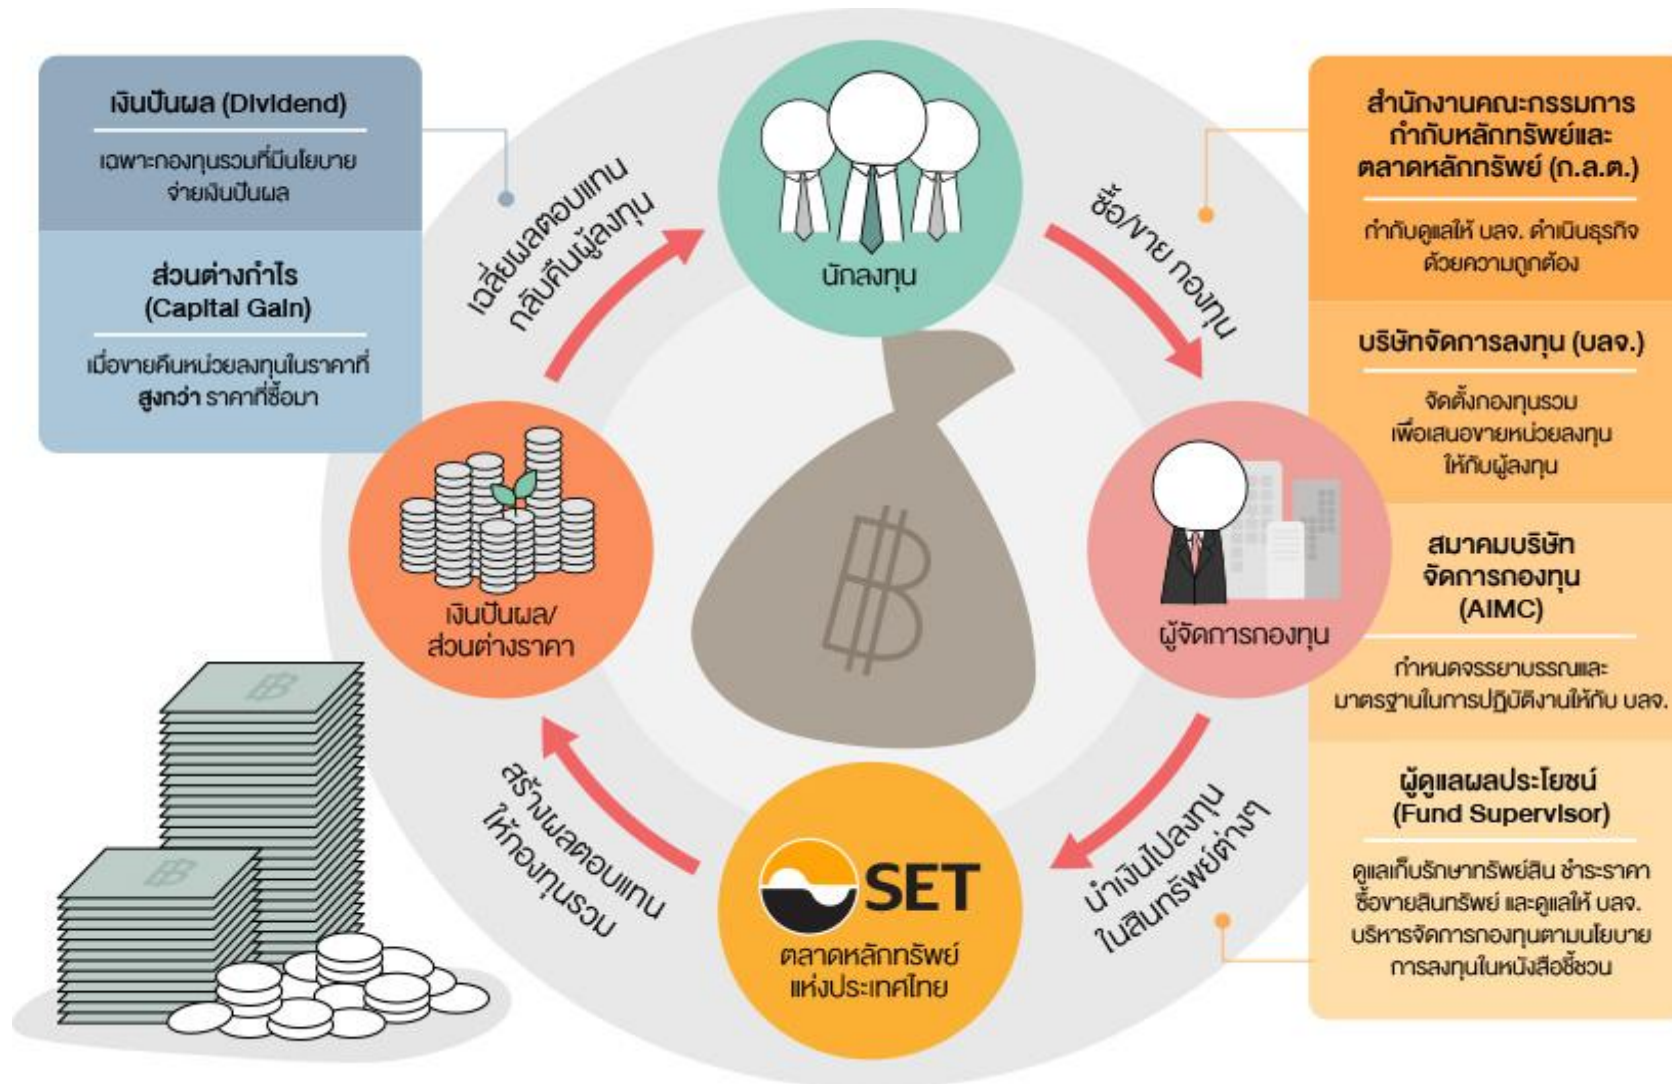 เงินปันผล (Dividend)
เฉพาะกองทุนรวมที่มีนโยบาย
จ่ายเงินปันผล
ส่วนต่างกำไร
(Capital Gain)
เมื่อขายคืนหน่วยลงทุนในราคาที่
สูงกว่า ราคาที่ซื้อมา
เฉลี่ยผลตอบแทน
กลับคืนผู้ลงทุน
นักลงทุน
ซื้อ/ขาย กองทุน
สำนักงานคณะกรรมการ
กำกับหลักทรัพย์และ
ตลาดหลักทรัพย์ (ก.ล.ต.)
กำกับดูแลให้ บลจ. ดำเนินธุรกิจ
ด้วยความถูกต้อง
บริษัทจัดการลงทุน (บลจ.)
จัดตั้งกองทุนรวม
เพื่อเสนอขายหน่วยลงทุน
ให้กับผู้ลงทุน
สมาคมบริษัท
จัดการกองทุน
(AIMC)
กำหนดจรรยาบรรณและ
มาตรฐานในการปฏิบัติงานให้กับ บลจ.
ผู้ดูแลผลประโยชน์
(Fund Supervisor)
ดูแลเก็บรักษาทรัพย์สิน ชำระราคา
ซื้อขายสินทรัพย์ และดูแลให้ บลจ.
บริหารจัดการกองทุนตามนโยบาย
การลงทุนในหนังสือชี้ชวน
ผู้จัดการกองทุน
นำเงินไปลงทุน
ในสินทรัพย์ต่างๆ
SET
ตลาดหลักทรัพย์
แห่งประเทศไทย
สร้างผลตอบแทน
ให้กองทุนรวม
เงินปันผล/
ส่วนต่างราคา